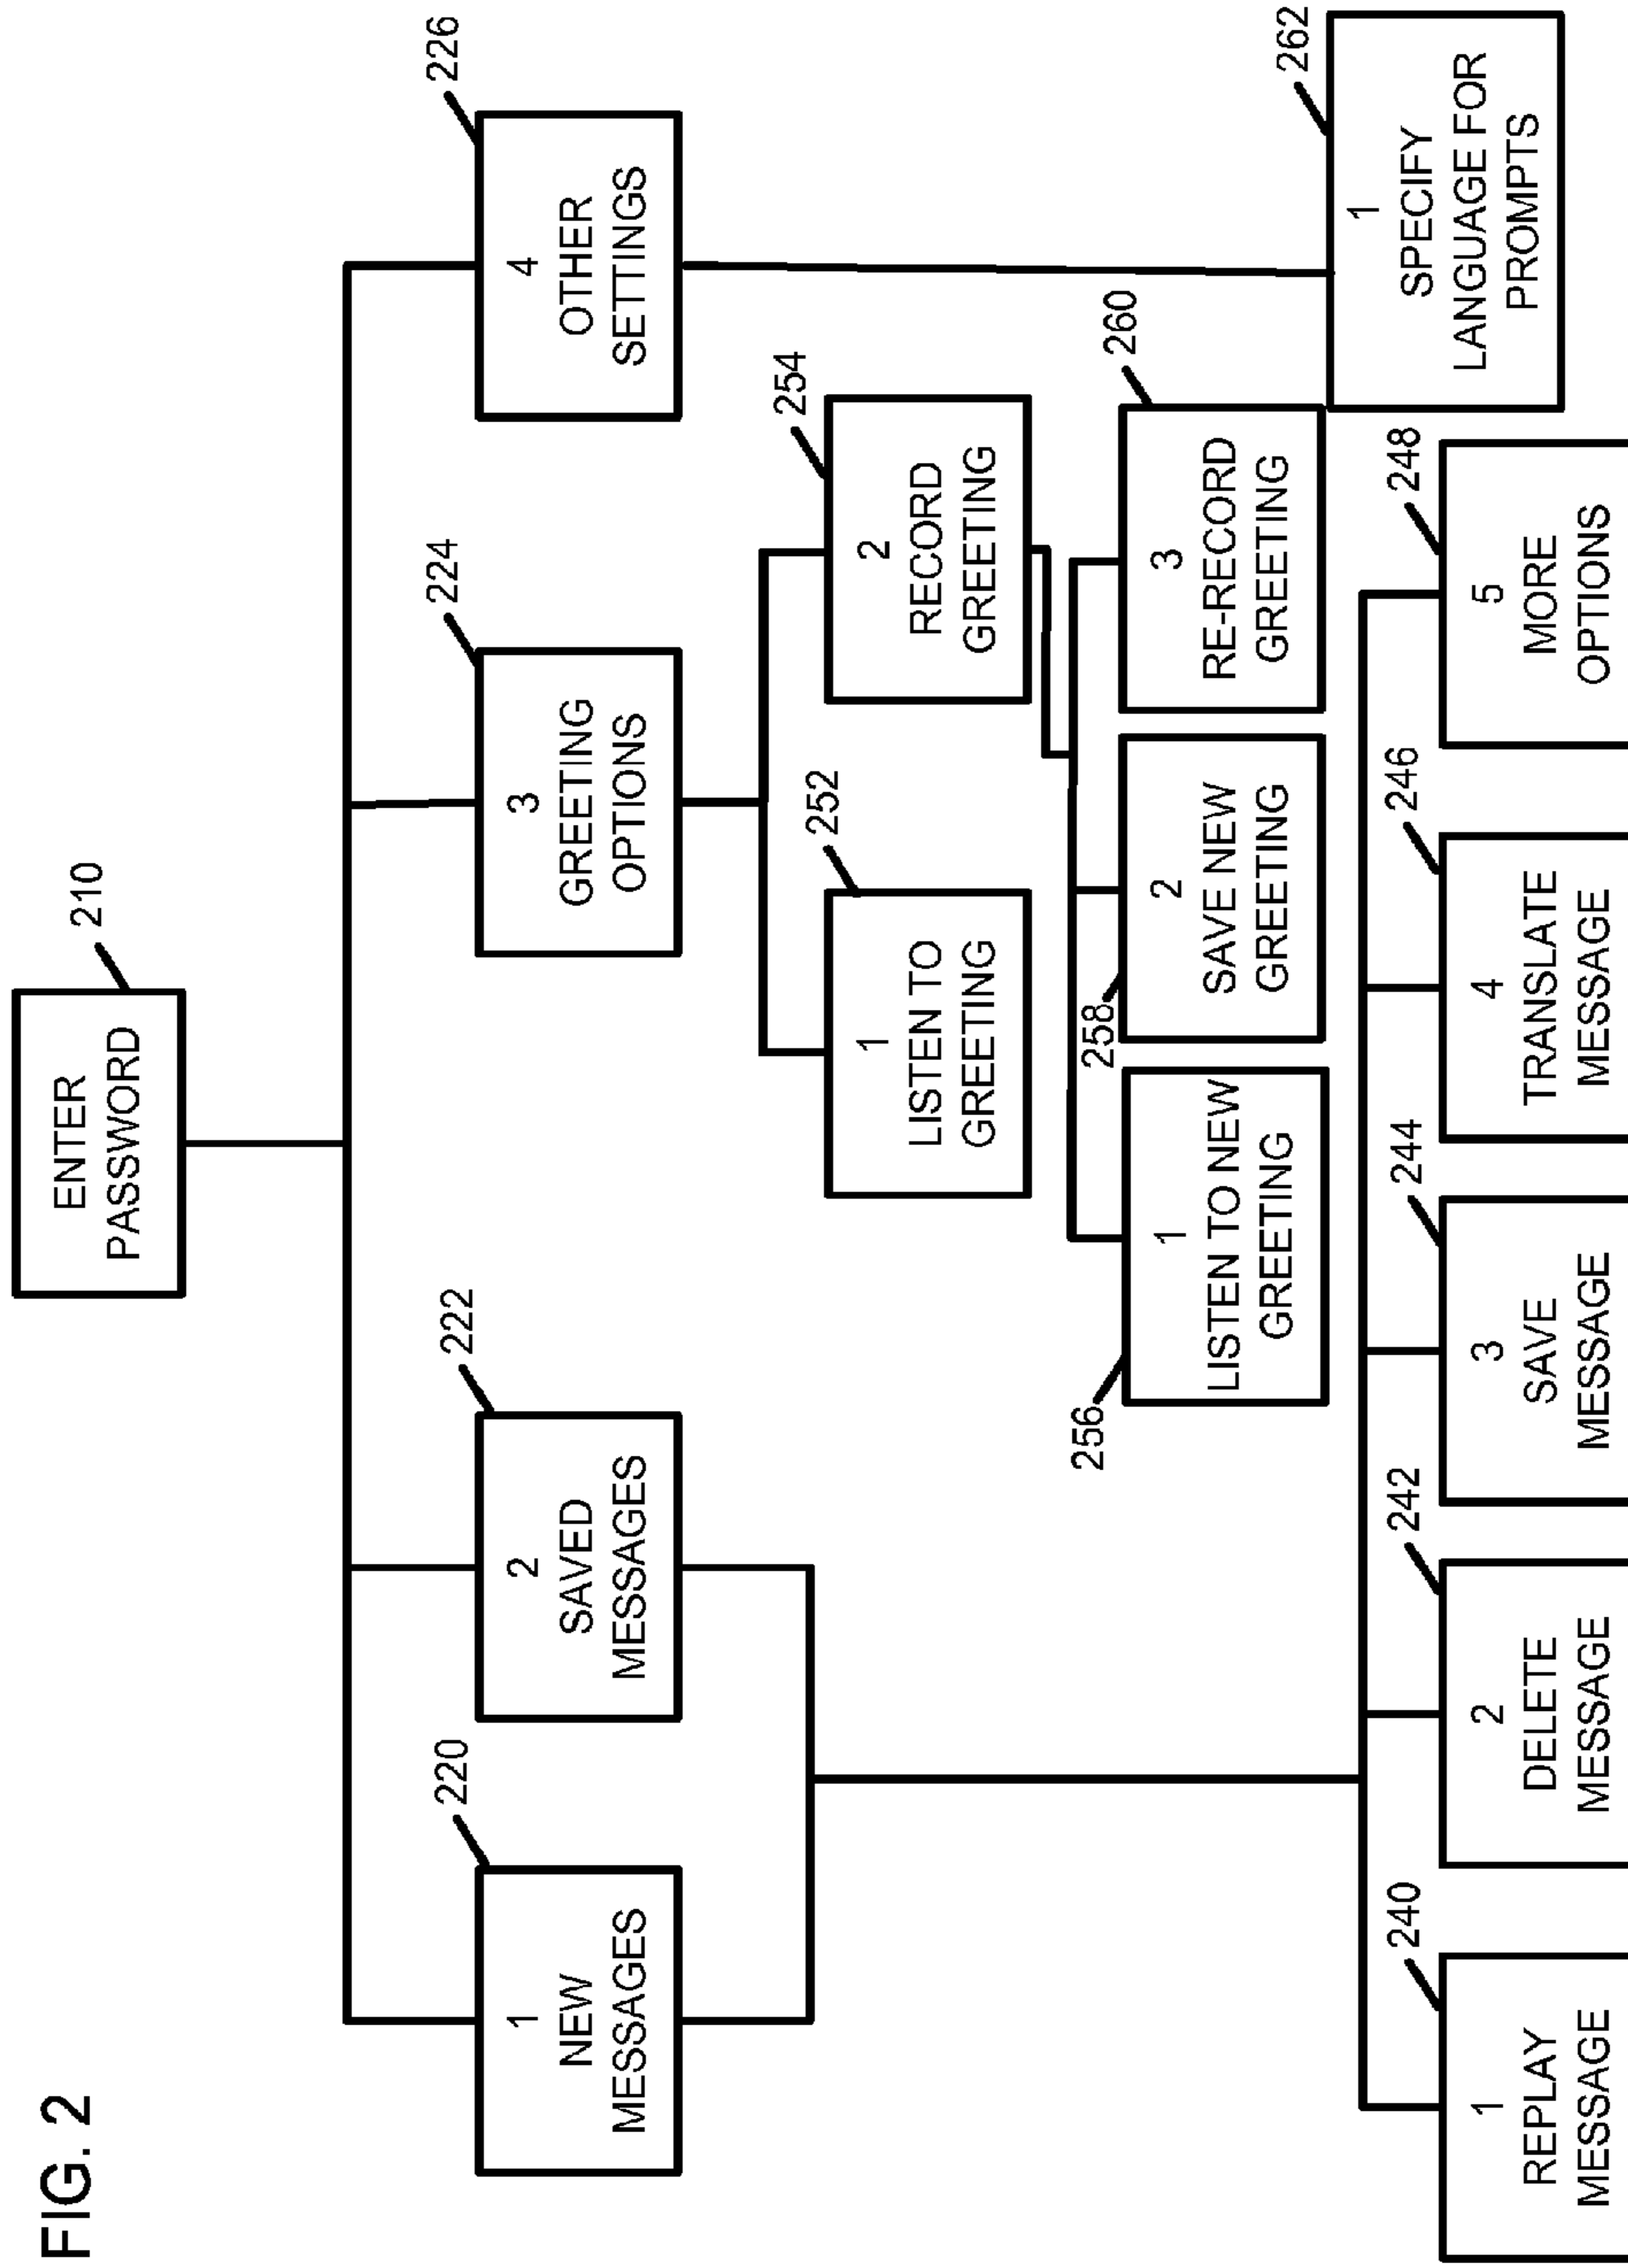 FIG. 2
ENTER
PASSWORD
210
1
NEW
MESSAGES
220
2
SAVED
MESSAGES
222
3
GREETING
OPTIONS
224
4
OTHER
SETTINGS
226
1
LISTEN TO
GREETING
252
2
RECORD
GREETING
254
256
1
LISTEN TO NEW
GREETING
258
2
SAVE NEW
GREETING
3
RE-RECORD
GREETING
260
1
SPECIFY
LANGUAGE FOR
PROMPTS
262
1
REPLAY
MESSAGE
240
2
DELETE
MESSAGE
242
3
SAVE
MESSAGE
244
4
TRANSLATE
MESSAGE
246
5
MORE
OPTIONS
248